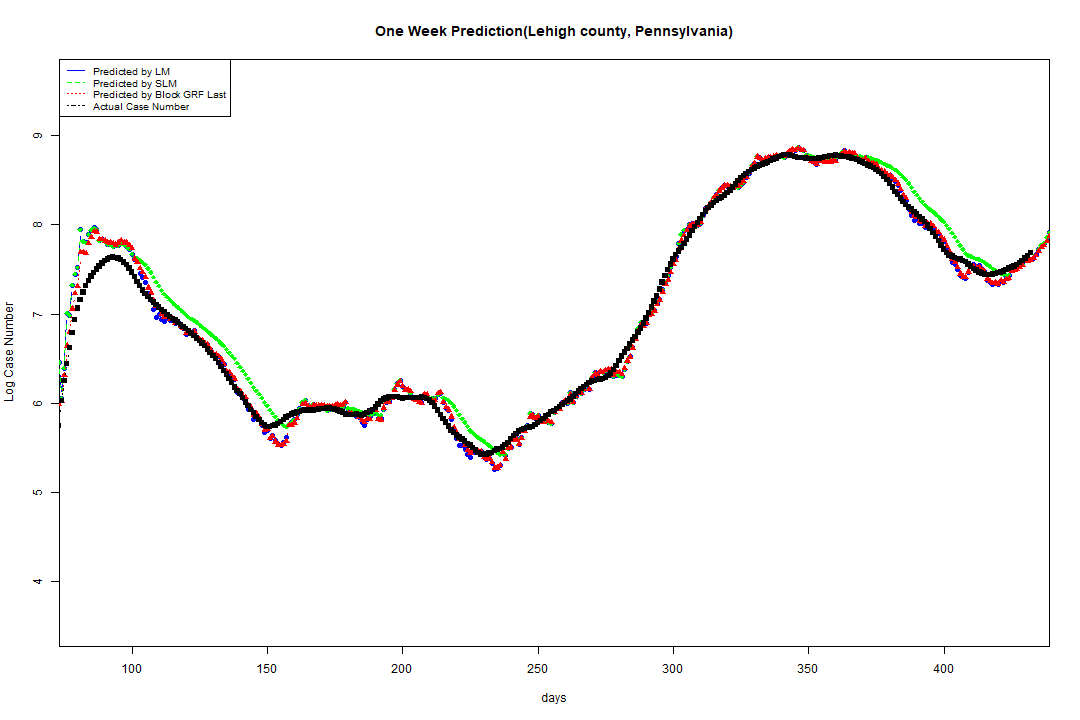 One Week Prediction(Lehigh county, Pennsylvania)
Predicted by LM
Predicted by SLM
Predicted by Block GRF Last
Actual Case Number
9
8
7
6
5
4
Log Case Number
100 150 200 250 300 350 400
days